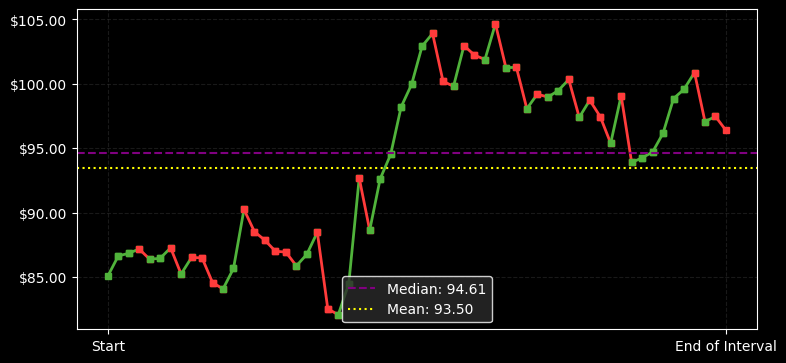 $105.00
$100.00
$95.00
$90.00
$85.00
Median: 94.61
Mean: 93.50
Start
End of Interval